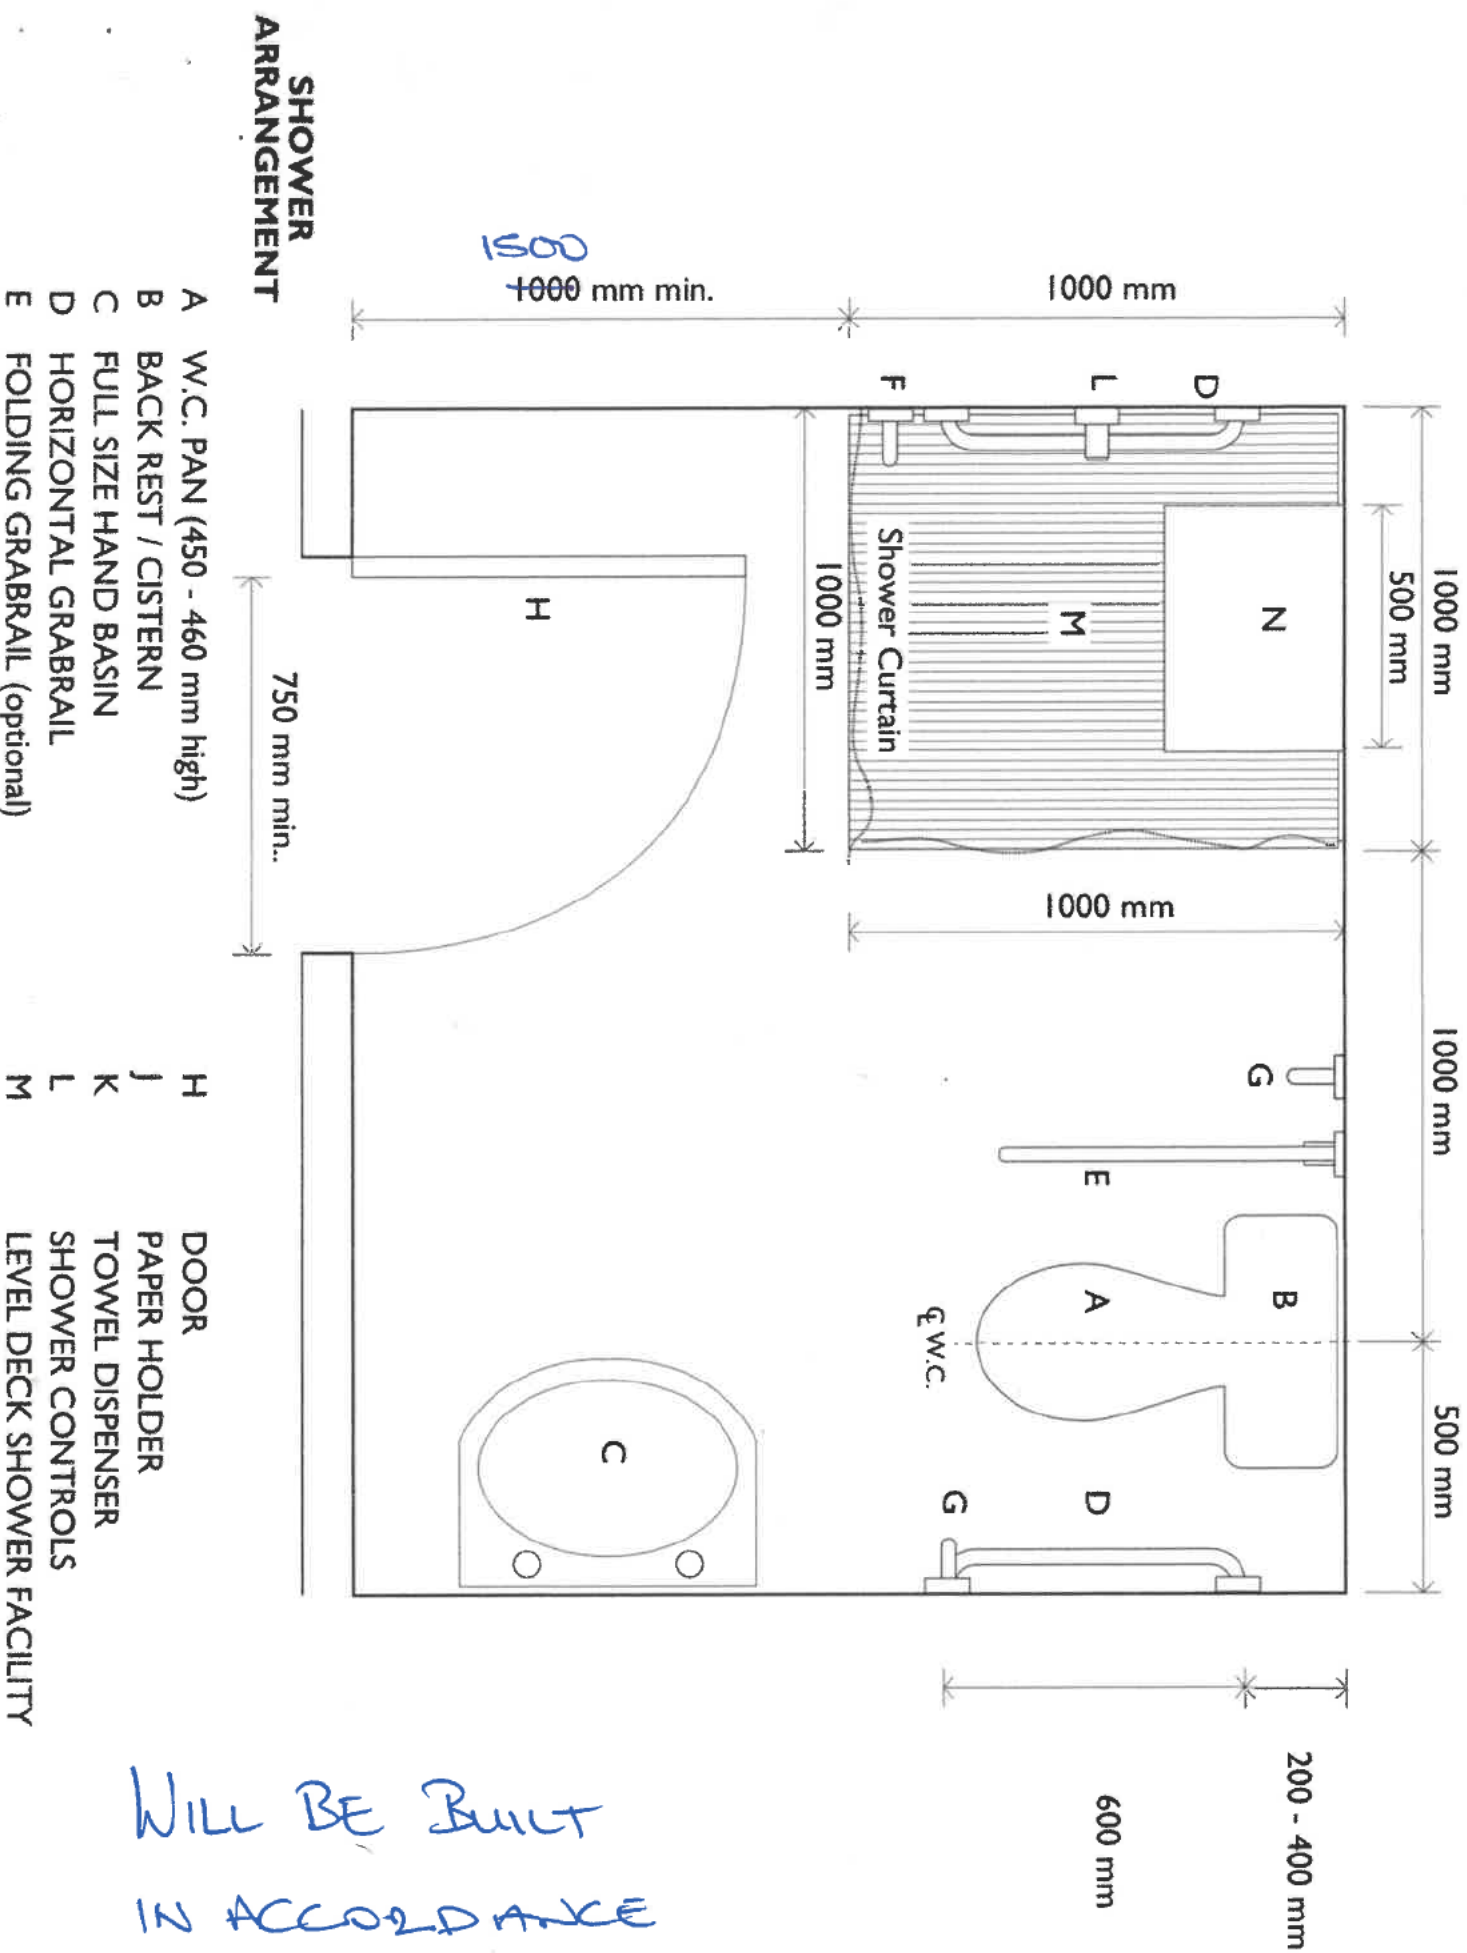 1000 mm
1000 mm
500 mm
500 mm
200 - 400 mm
600 mm
N
M
Shower Curtain
D
L
F
1000 mm
1000 mm
1000 mm
1500
1000 mm min.
G
E
B
A
℄ W.C.
D
G
C
H
750 mm min..
SHOWER
ARRANGEMENT
A W.C. PAN (450 - 460 mm high)
B BACK REST / CISTERN
C FULL SIZE HAND BASIN
D HORIZONTAL GRABRAIL
E FOLDING GRABRAIL (optional)
H DOOR
J PAPER HOLDER
K TOWEL DISPENSER
L SHOWER CONTROLS
M LEVEL DECK SHOWER FACILITY
WILL BE BUILT
IN ACCORDANCE